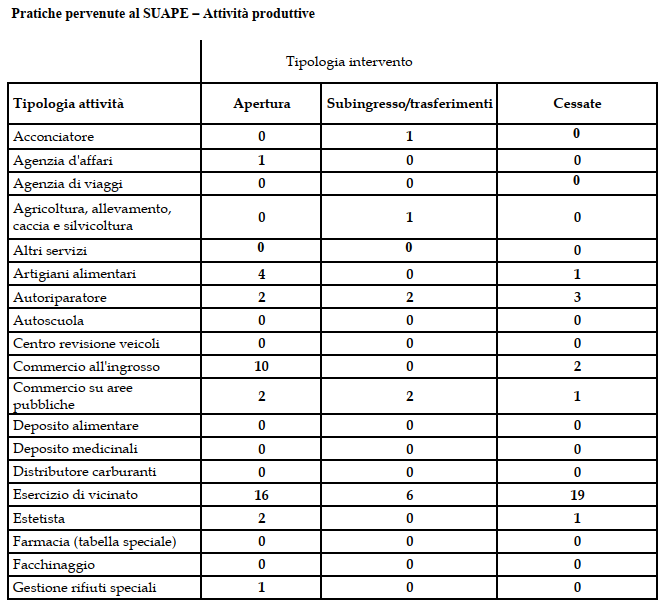 Pratiche pervenute al SUAPE – Attività produttive
Tipologia intervento
Tipologia attività Apertura Subingresso/trasferimenti Cessate
Acconciatore 0 1 0
Agenzia d'affari 1 0 0
Agenzia di viaggi 0 0 0
Agricoltura, allevamento,
caccia e silvicoltura 0 1 0
Altri servizi 0 0 0
Artigiani alimentari 4 0 1
Autoriparatore 2 2 3
Autoscuola 0 0 0
Centro revisione veicoli 0 0 0
Commercio all'ingrosso 10 0 2
Commercio su aree
pubbliche 2 2 1
Deposito alimentare 0 0 0
Deposito medicinali 0 0 0
Distributore carburanti 0 0 0
Esercizio di vicinato 16 6 19
Estetista 2 0 1
Farmacia (tabella speciale) 0 0 0
Facchinaggio 0 0 0
Gestione rifiuti speciali 1 0 0